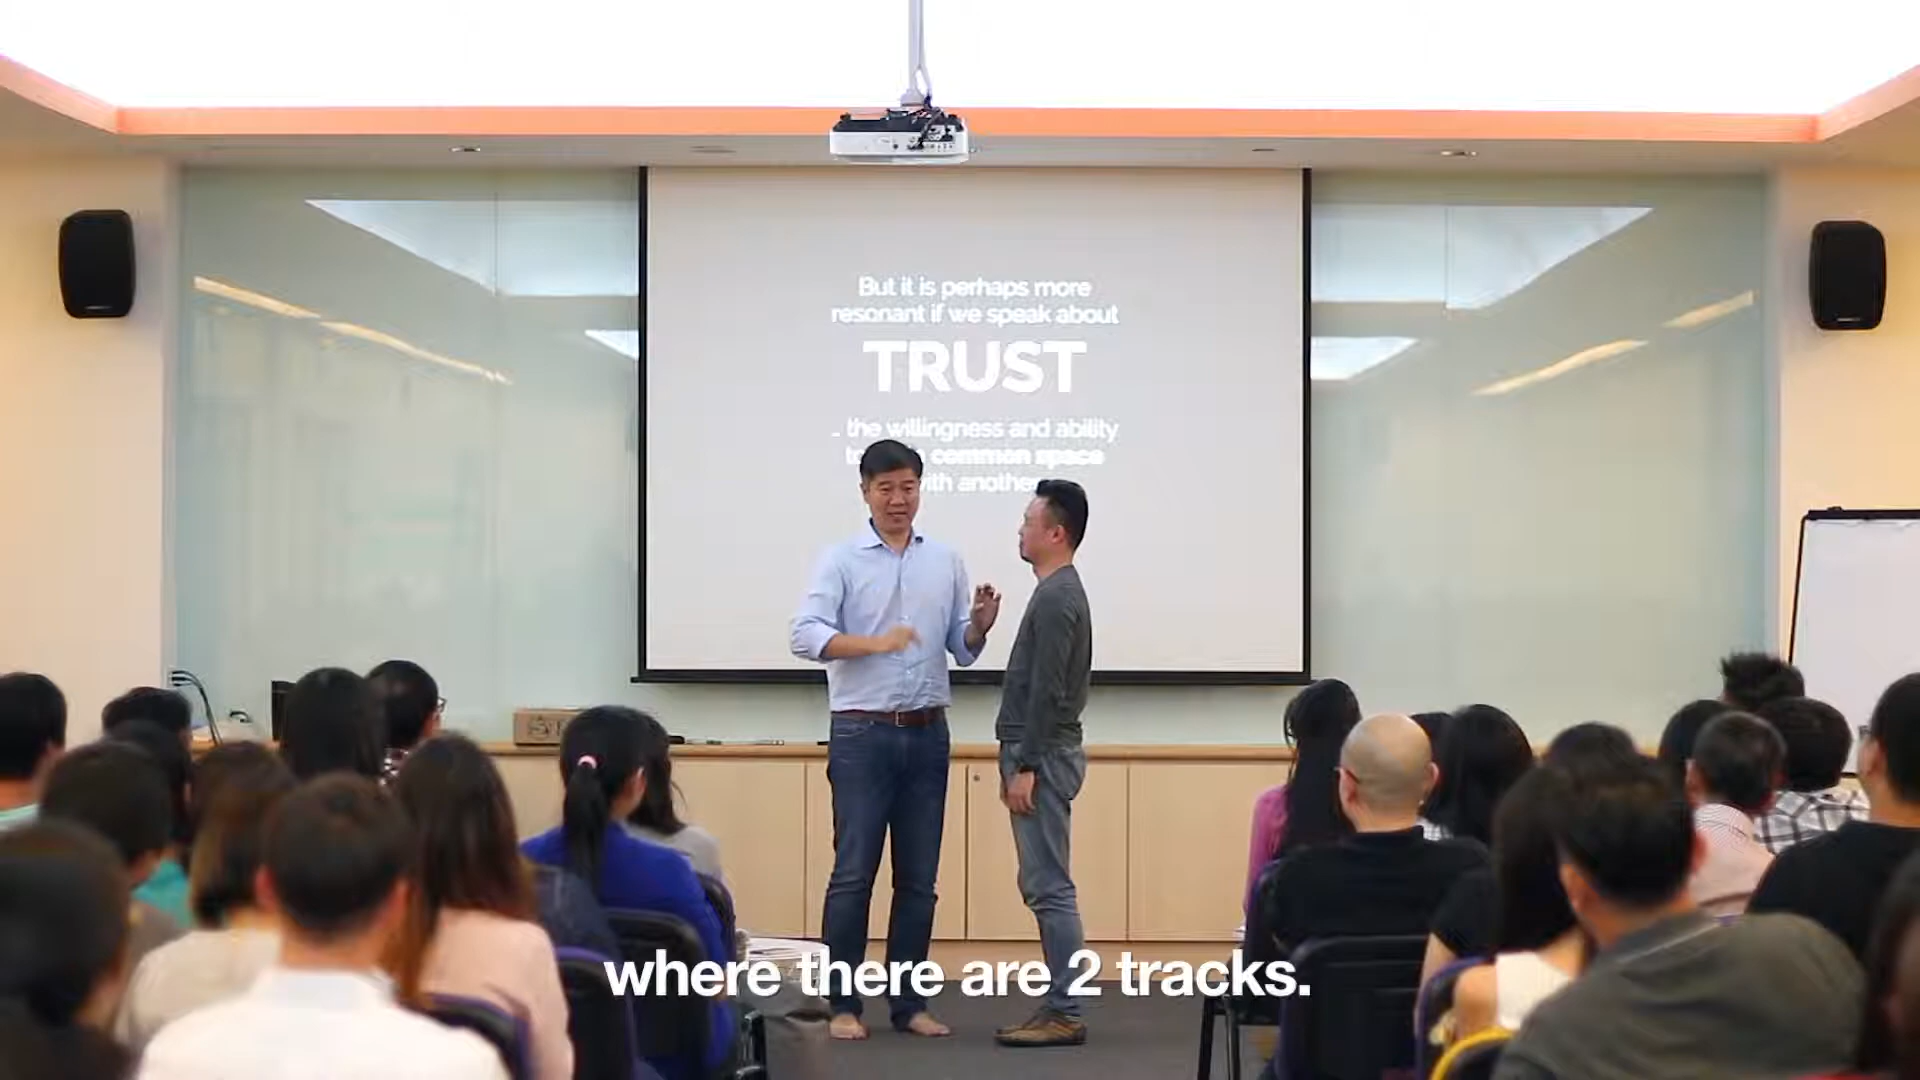 But it is perhaps more
resonant if we speak about
TRUST
.. the willingness and ability
common space
with another
where there are 2 tracks.